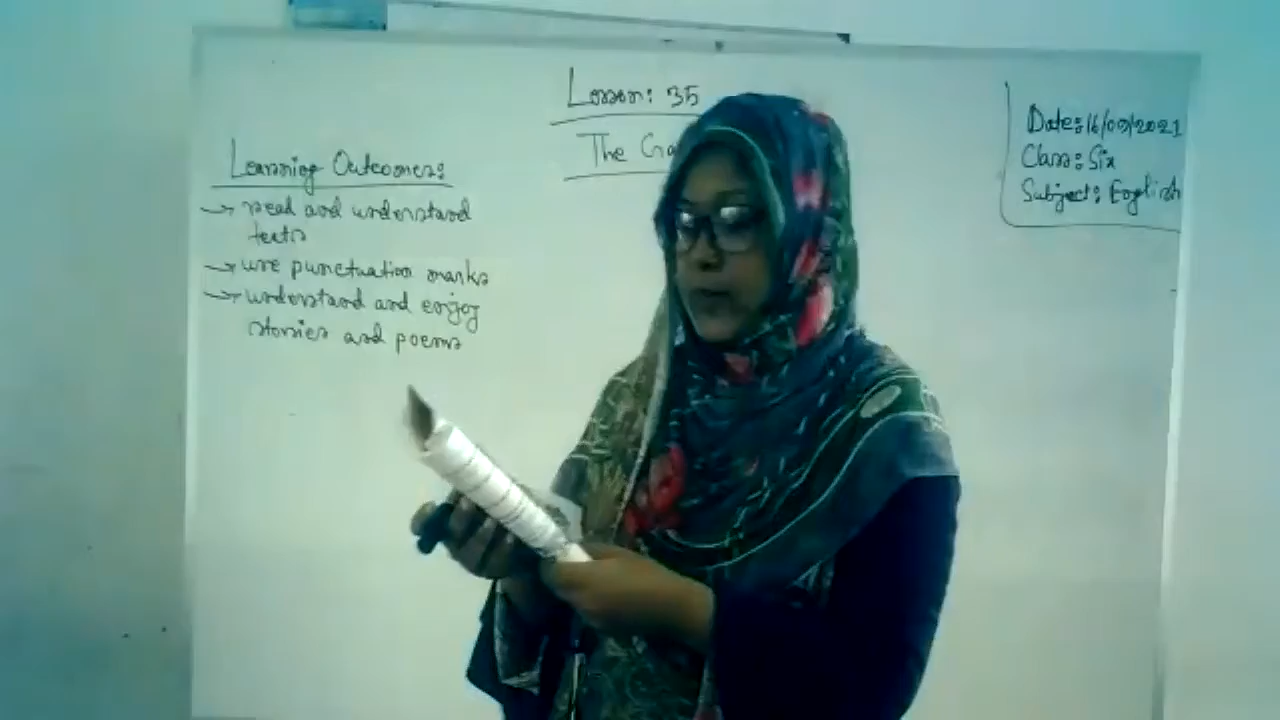 Lesson: 35
The
Date: 16/09/2021
Class: Six
Subject: English
Learning Outcomes:
→ read and understand
texts
→ use punctuation marks
→ understand and enjoy
stories and poems